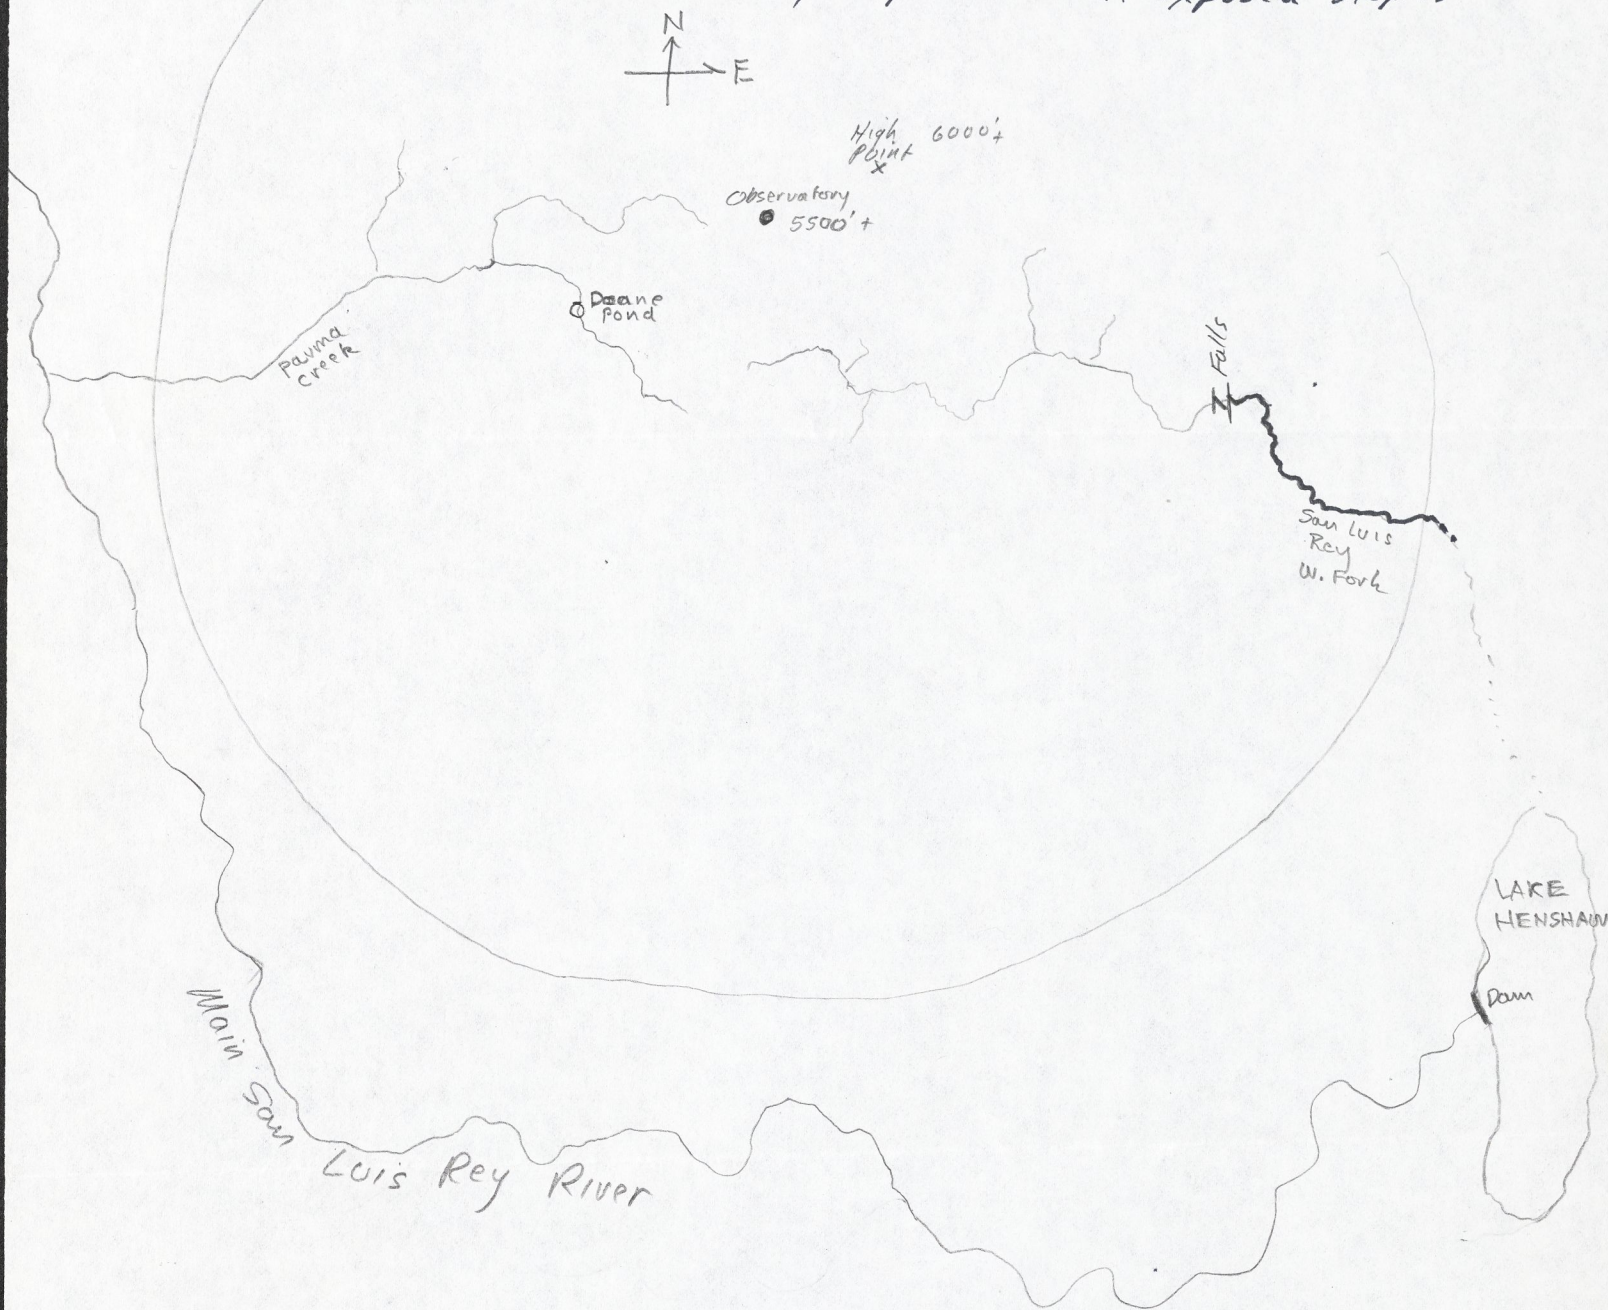 N
E
High 6000'+
Point
x
Observatory
5500'+
Doane
Pond
Pauma
Creek
Falls
San Luis
Rey
W. Fork
LAKE
HENSHAW
Dam
Main San
Luis Rey River